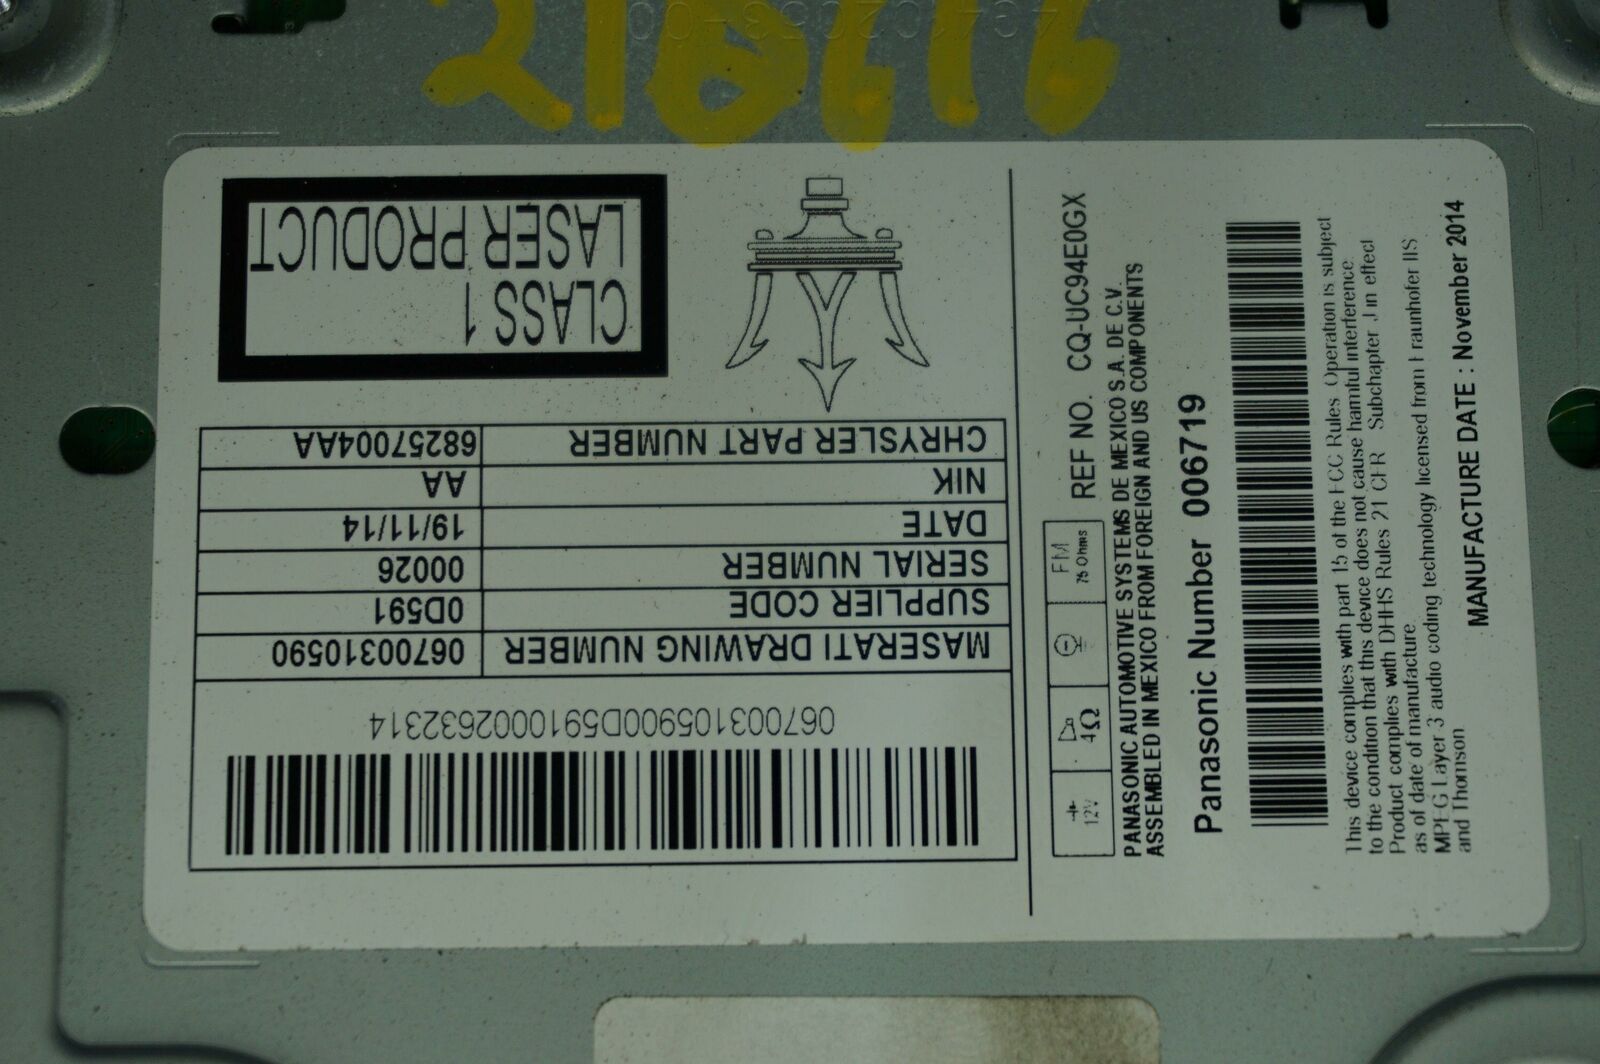 067003105900D5910002632314
MASERATI DRAWING NUMBER 06700310590
SUPPLIER CODE 0D591
SERIAL NUMBER 00026
DATE 19/11/14
NIK AA
CHRYSLER PART NUMBER 68257004AA
CLASS 1
LASER PRODUCT
12V 4Ω FM 75 Ohms REF NO. CQ-UC94E0GX
PANASONIC AUTOMOTIVE SYSTEMS DE MEXICO S.A. DE C.V.
ASSEMBLED IN MEXICO FROM FOREIGN AND US COMPONENTS
Panasonic Number 006719
This device complies with part 15 of the FCC Rules Operation is subject
to the condition that this device does not cause harmful interference
Product complies with DHHS Rules 21 CFR Subchapter J in effect
as of date of manufacture
MPEG Layer 3 audio coding technology licensed from Fraunhofer IIS
and Thomson
MANUFACTURE DATE : November 2014